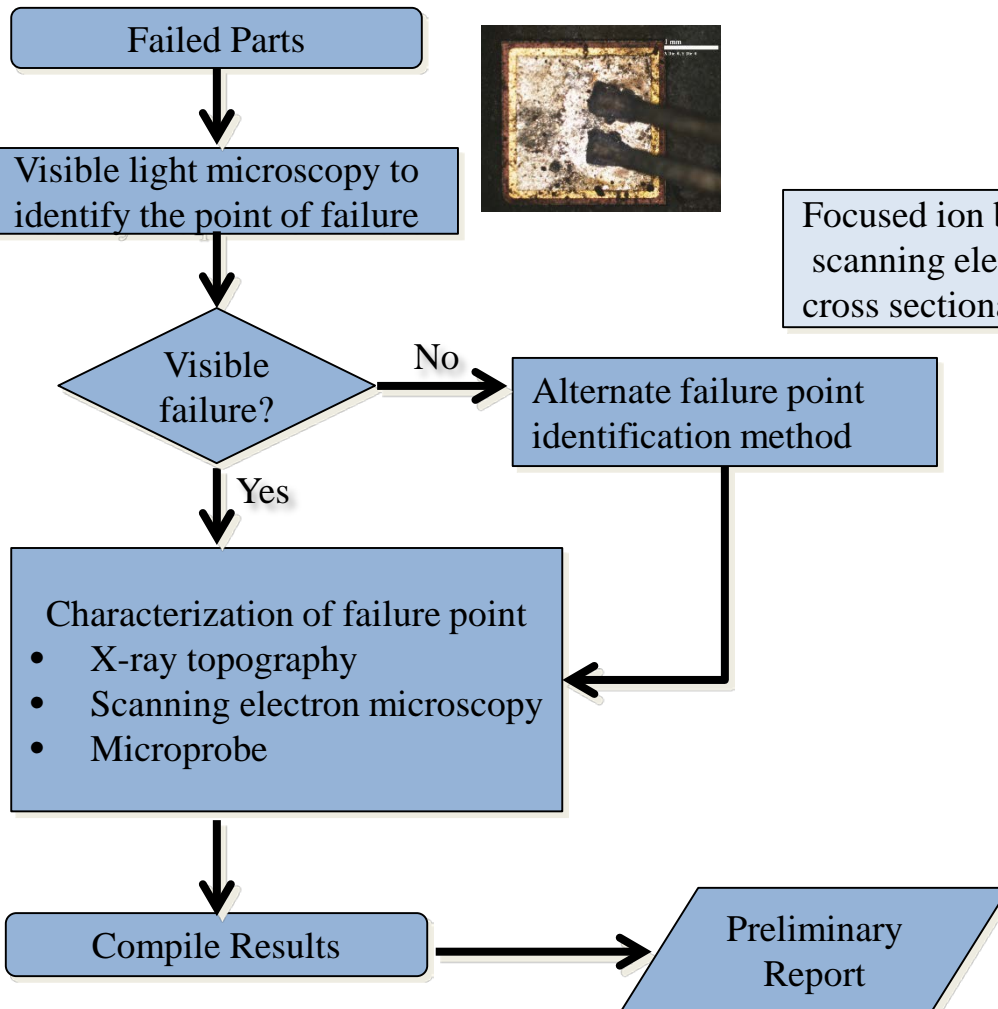 Failed Parts
1 mm
Visible light microscopy to
identify the point of failure
Focused ion
scanning
cross
Visible
failure?
No
Alternate failure point
identification method
Yes
Characterization of failure point
• X-ray topography
• Scanning electron microscopy
• Microprobe
Compile Results
Preliminary
Report